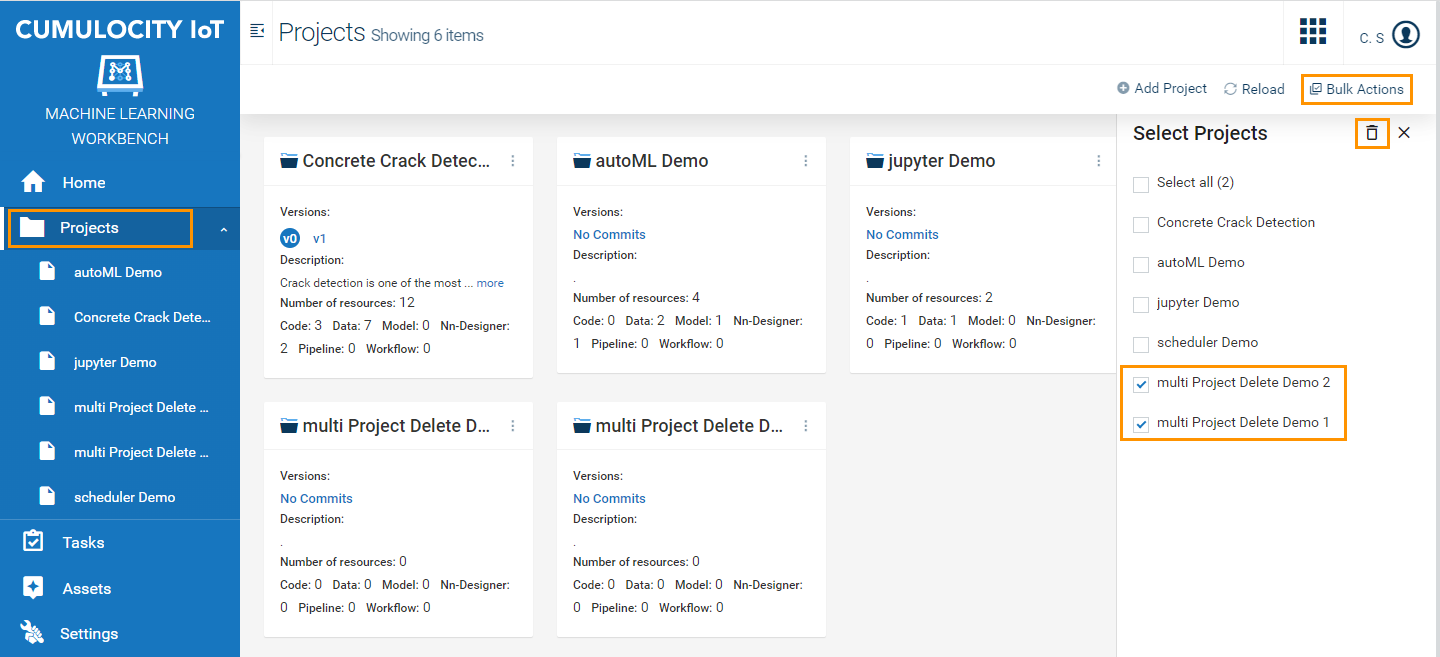 CUMULOCITY IoT
MACHINE LEARNING
WORKBENCH
Home
Projects
autoML Demo
Concrete Crack Dete...
jupyter Demo
multi Project Delete ...
multi Project Delete ...
scheduler Demo
Tasks
Assets
Settings
Projects Showing 6 items
C. S
Add Project Reload Bulk Actions
Concrete Crack Detec...
Versions:
v0 v1
Description:
Crack detection is one of the most ... more
Number of resources: 12
Code: 3 Data: 7 Model: 0 Nn-Designer:
2 Pipeline: 0 Workflow: 0
autoML Demo
Versions:
No Commits
Description:
.
Number of resources: 4
Code: 0 Data: 2 Model: 1 Nn-Designer:
1 Pipeline: 0 Workflow: 0
jupyter Demo
Versions:
No Commits
Description:
.
Number of resources: 2
Code: 1 Data: 1 Model: 0 Nn-Designer:
0 Pipeline: 0 Workflow: 0
multi Project Delete D...
Versions:
No Commits
Description:
.
Number of resources: 0
Code: 0 Data: 0 Model: 0 Nn-Designer:
0 Pipeline: 0 Workflow: 0
multi Project Delete D...
Versions:
No Commits
Description:
.
Number of resources: 0
Code: 0 Data: 0 Model: 0 Nn-Designer:
0 Pipeline: 0 Workflow: 0
Select Projects
Select all (2)
Concrete Crack Detection
autoML Demo
jupyter Demo
scheduler Demo
multi Project Delete Demo 2
multi Project Delete Demo 1